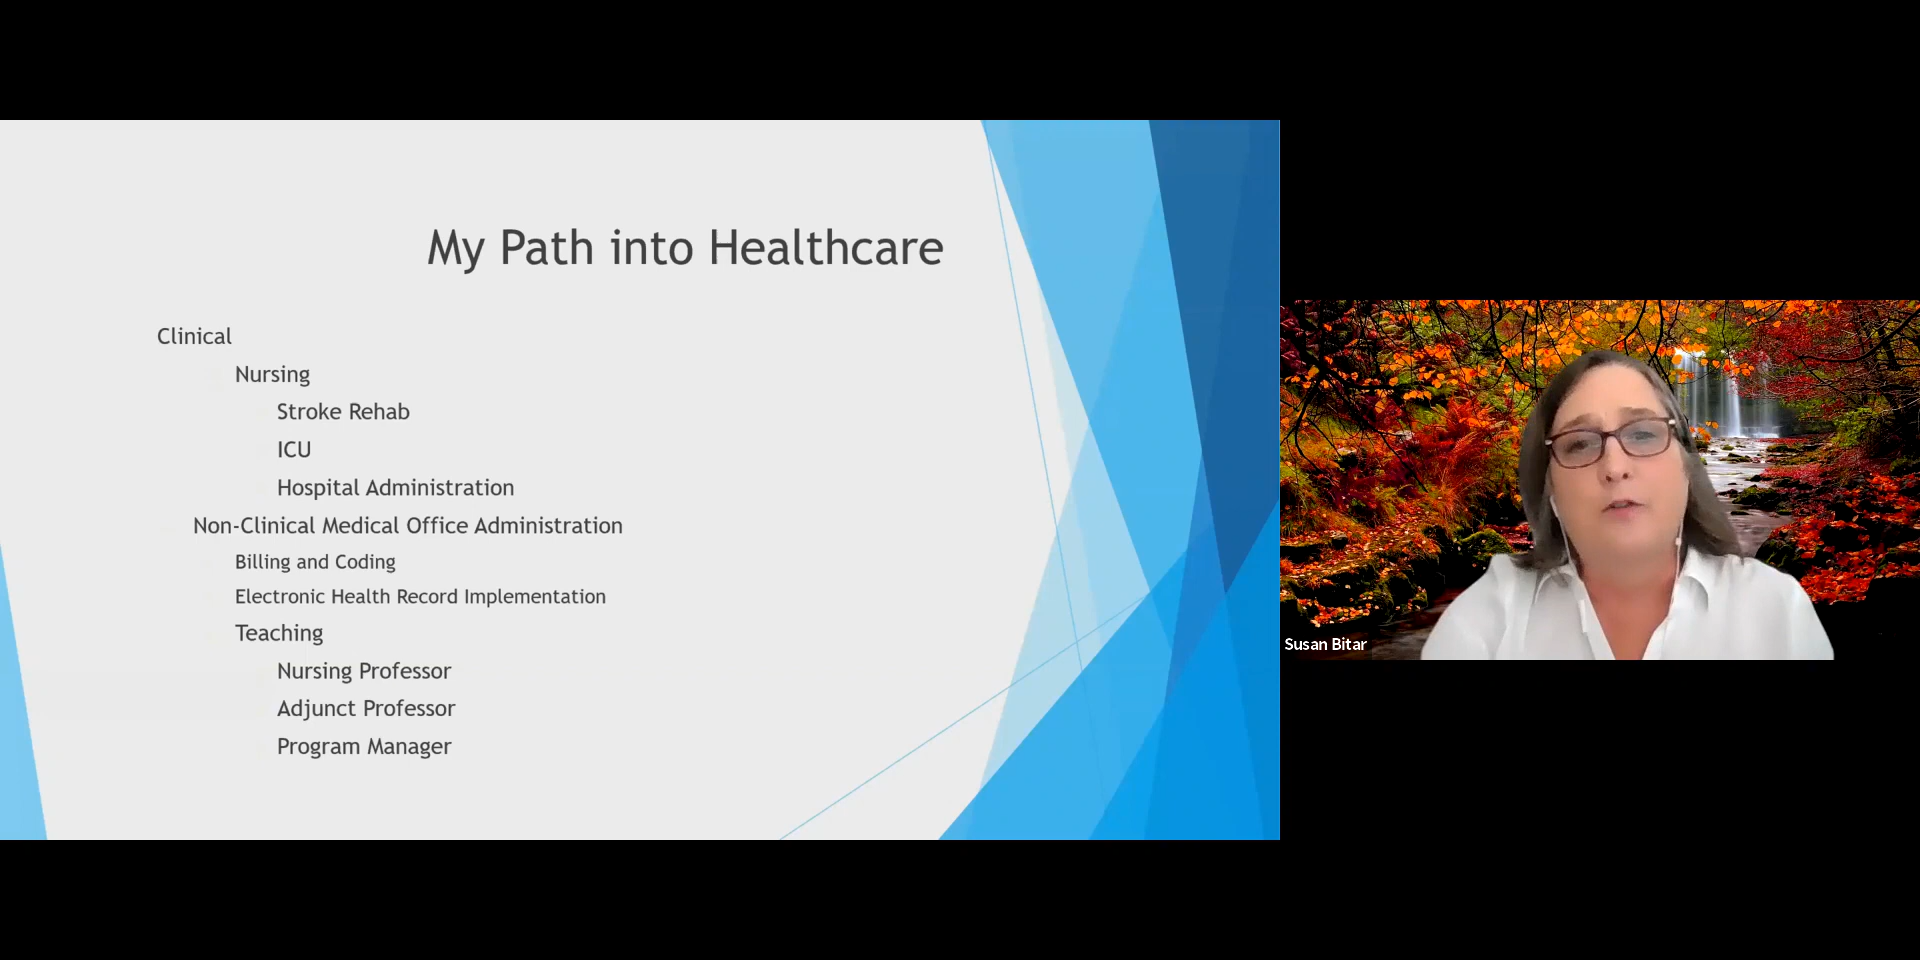 My Path into Healthcare
Clinical
Nursing
Stroke Rehab
ICU
Hospital Administration
Non-Clinical Medical Office Administration
Billing and Coding
Electronic Health Record Implementation
Teaching
Nursing Professor
Adjunct Professor
Program Manager
Susan Bitar